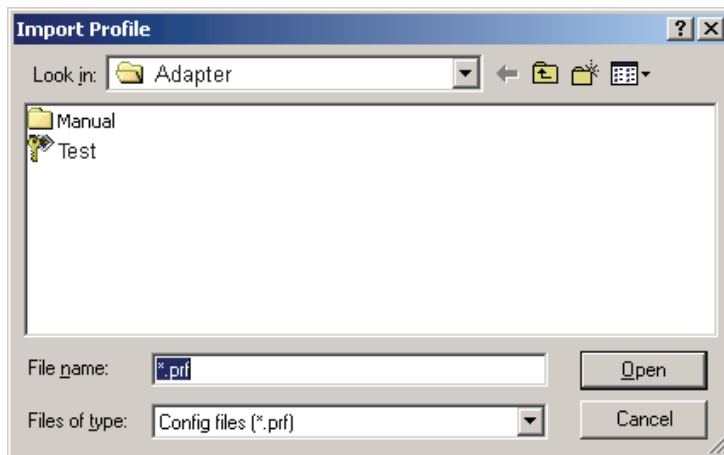 Import Profile
Look in: Adapter
Manual
Test
File name: *.prf Open
Files of type: Config files (*.prf) Cancel